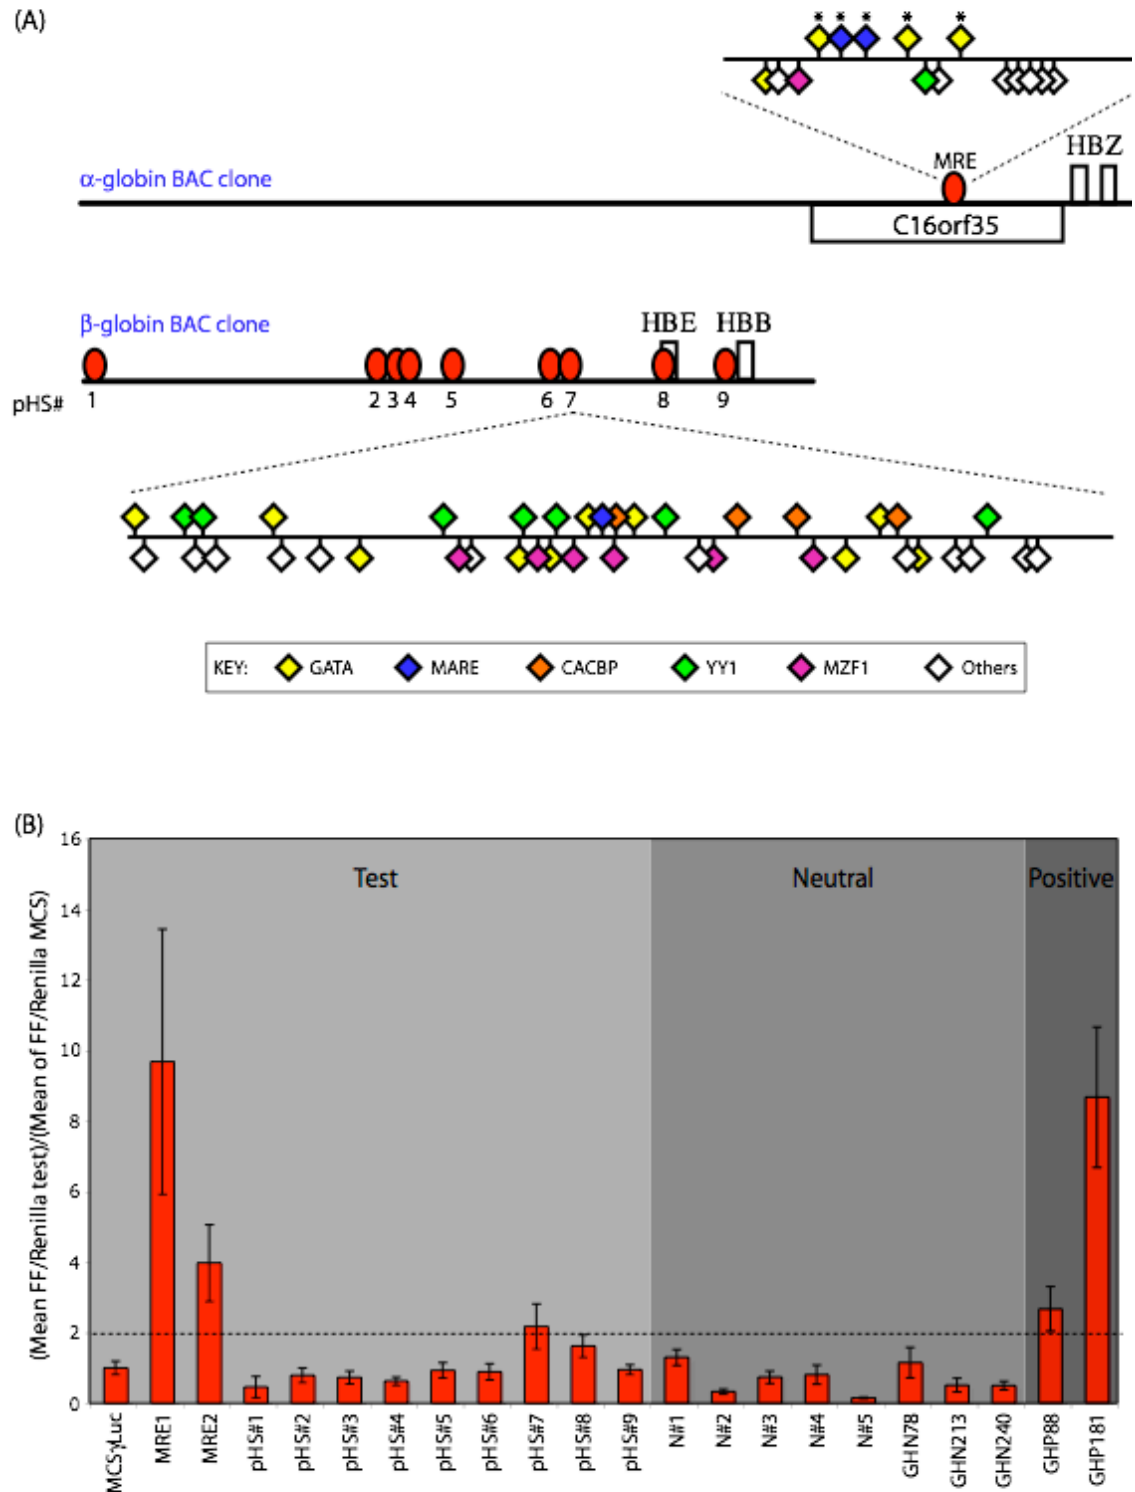 (A)
* * * * *
MRE
HBZ
α-globin BAC clone
C16orf35
β-globin BAC clone
HBE HBB
pHS# 1 2 3 4 5 6 7 8 9
KEY: GATA MARE CACBP YY1 MZF1 Others
(B)
(Mean FF/Renilla test)/(Mean of FF/Renilla MCS)
16
14
12
10
8
6
4
2
0
Test Neutral Positive
MCSγLuc
MRE1
MRE2
pHS#1
pHS#2
pHS#3
pHS#4
pHS#5
pHS#6
pHS#7
pHS#8
pHS#9
N#1
N#2
N#3
N#4
N#5
GHN78
GHN213
GHN240
GHP88
GHP181